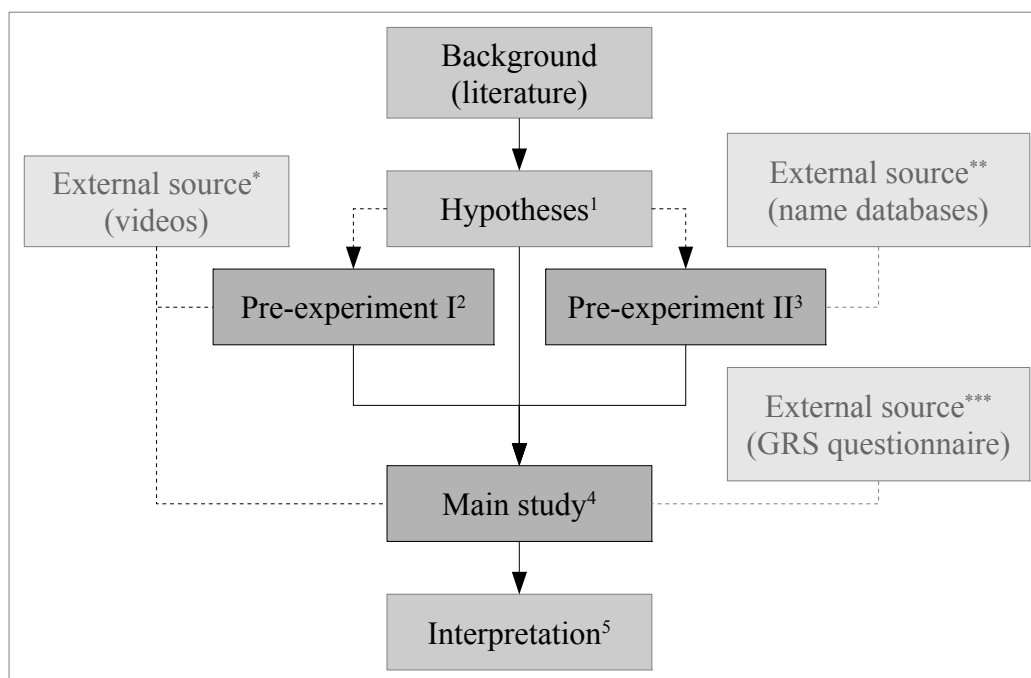 Background
(literature)
External source**
(name databases)
External source*
(videos)
Hypotheses¹
Pre-experiment I²
Pre-experiment II³
External source***
(GRS questionnaire)
Main study⁴
Interpretation⁵